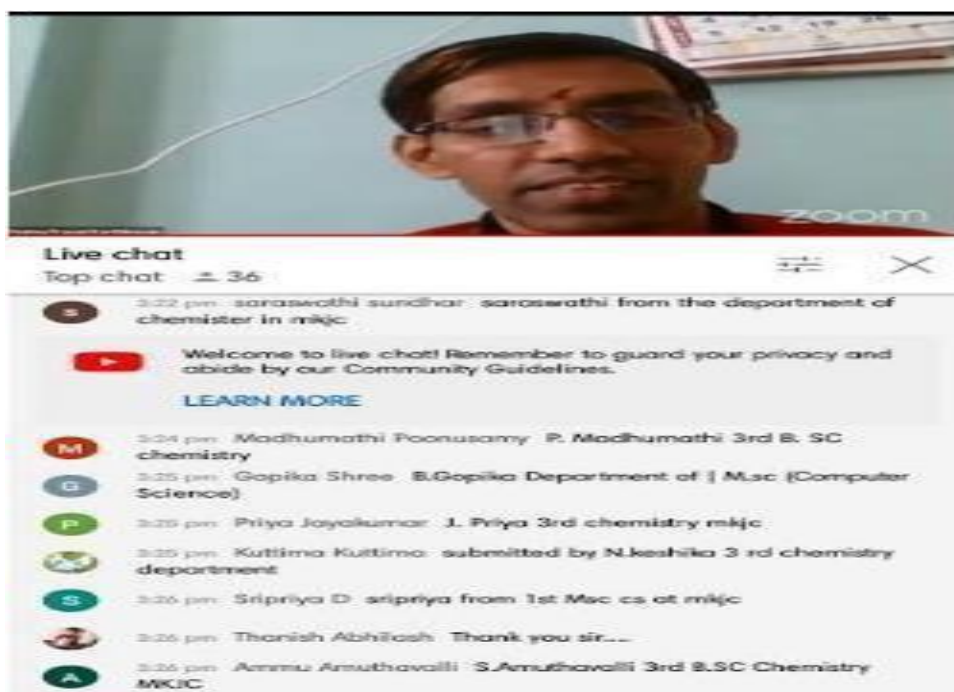 zoom
Live chat
Top chat 36
S
3:22 pm saraswathi sundhar saraswathi from the department of
chemister in mkjc
Welcome to live chat! Remember to guard your privacy and
abide by our Community Guidelines.
LEARN MORE
M
3:24 pm Madhumathi Poonusamy P. Madhumathi 3rd B. SC
chemistry
G
3:25 pm Gopika Shree B.Gopika Department of | M.sc (Computer
Science)
P
3:25 pm Priya Jayakumar J. Priya 3rd chemistry mkjc
3:25 pm Kuttima Kuttima submitted by N.keshika 3 rd chemistry
department
S
3:26 pm Sripriya D sripriya from 1st Msc cs at mkjc
3:26 pm Thanish Abhilash Thank you sir....
A
3:26 pm Ammu Amuthavalli S.Amuthavalli 3rd B.SC Chemistry
MKJC